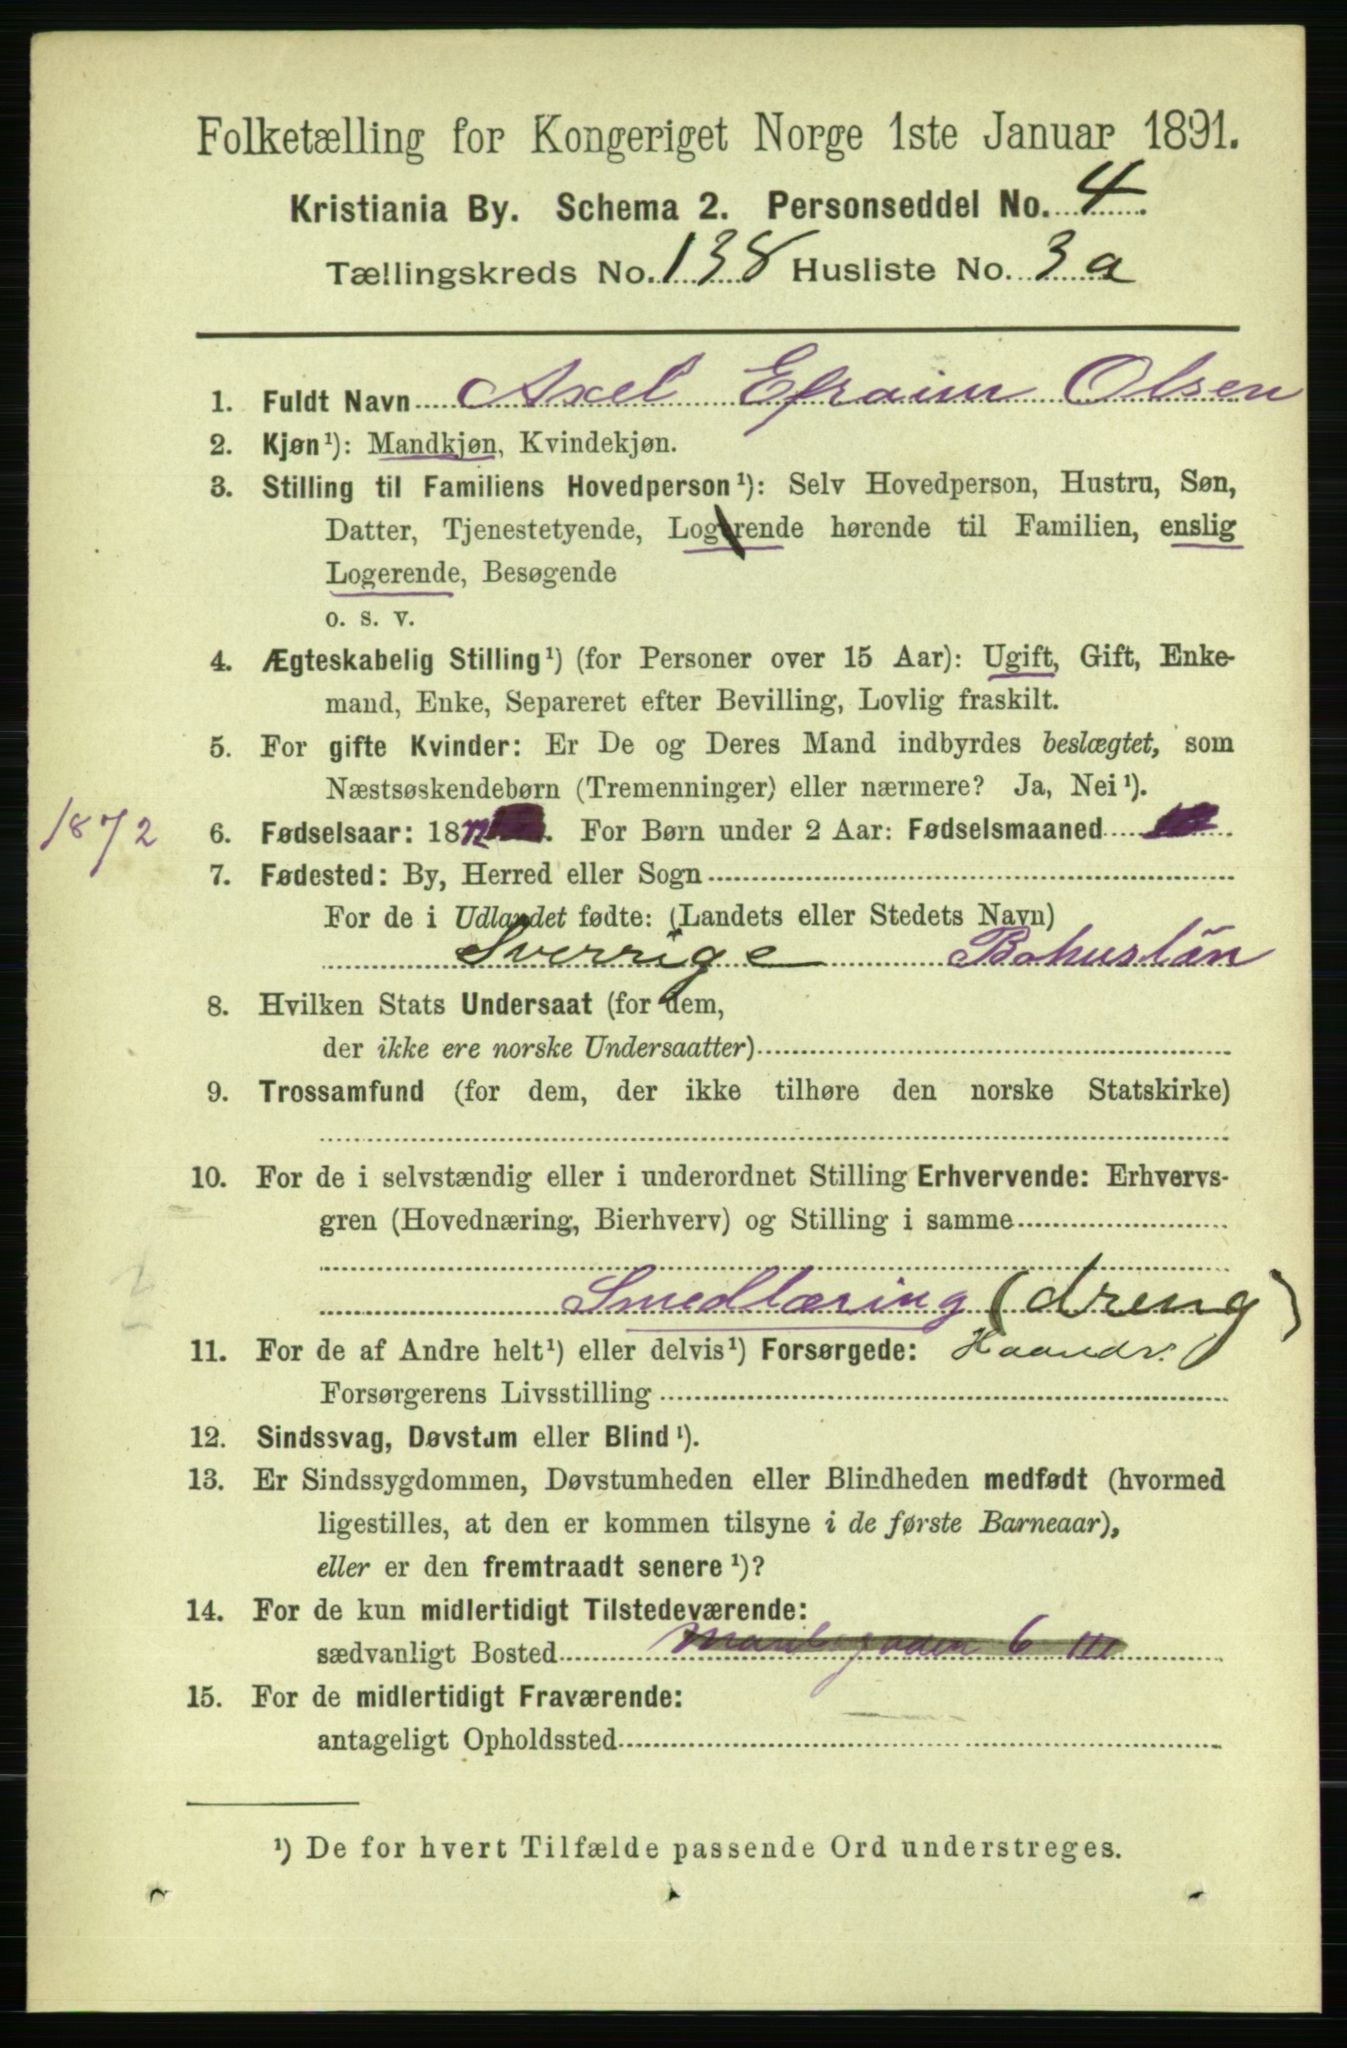 Folketælling for Kongeriget Norge 1ste Januar 1891.
Kristiania By. Schema 2. Personseddel No. 4
Tællingskreds No. 138 Husliste No. 3a
1. Fuldt Navn Axel Efraim Olsen
2. Kjøn¹): Mandkjøn, Kvindekjøn.
3. Stilling til Familiens Hovedperson¹): Selv Hovedperson, Hustru, Søn,
Datter, Tjenestetyende, Logerende hørende til Familien, enslig
Logerende, Besøgende
o. s. v.
4. Ægteskabelig Stilling¹) (for Personer over 15 Aar): Ugift, Gift, Enke-
mand, Enke, Separeret efter Bevilling, Lovlig fraskilt.
5. For gifte Kvinder: Er De og Deres Mand indbyrdes beslægtet, som
Næstsøskendebørn (Tremenninger) eller nærmere? Ja, Nei¹).
1872
6. Fødselsaar: 1872. For Børn under 2 Aar: Fødselsmaaned
7. Fødested: By, Herred eller Sogn
For de i Udlandet fødte: (Landets eller Stedets Navn)
Sverrige Bohuslän
8. Hvilken Stats Undersaat (for dem,
der ikke ere norske Undersaatter)
9. Trossamfund (for dem, der ikke tilhøre den norske Statskirke)
10. For de i selvstændig eller i underordnet Stilling Erhvervende: Erhvervs-
gren (Hovednæring, Bierhverv) og Stilling i samme
Smedlæring (dreng)
11. For de af Andre helt¹) eller delvis¹) Forsørgede: Haandv.
Forsørgerens Livsstilling
12. Sindssvag, Døvstum eller Blind¹).
13. Er Sindssygdommen, Døvstumheden eller Blindheden medfødt (hvormed
ligestilles, at den er kommen tilsyne i de første Barneaar),
eller er den fremtraadt senere¹)?
14. For de kun midlertidigt Tilstedeværende:
sædvanligt Bosted 6 III
15. For de midlertidigt Fraværende:
antageligt Opholdssted
¹) De for hvert Tilfælde passende Ord understreges.